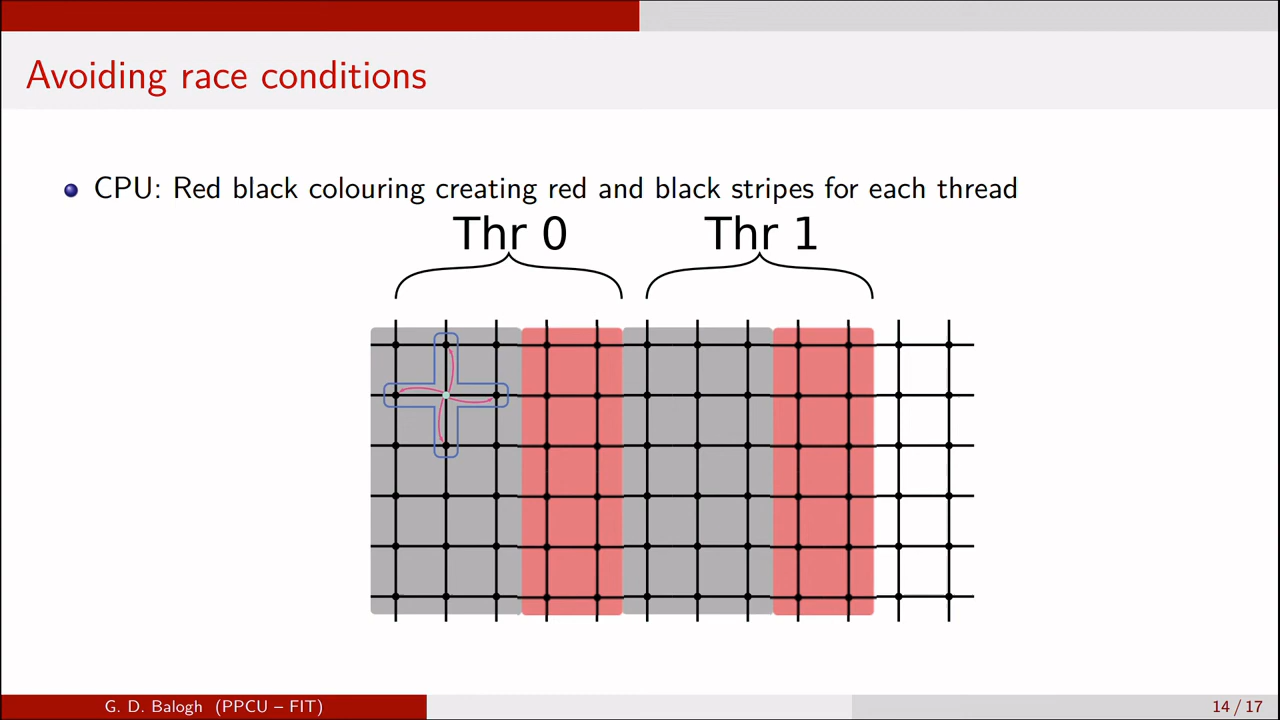 Avoiding race conditions
CPU: Red black colouring creating red and black stripes for each thread
Thr 0 Thr 1
G. D. Balogh (PPCU – FIT) 14 / 17